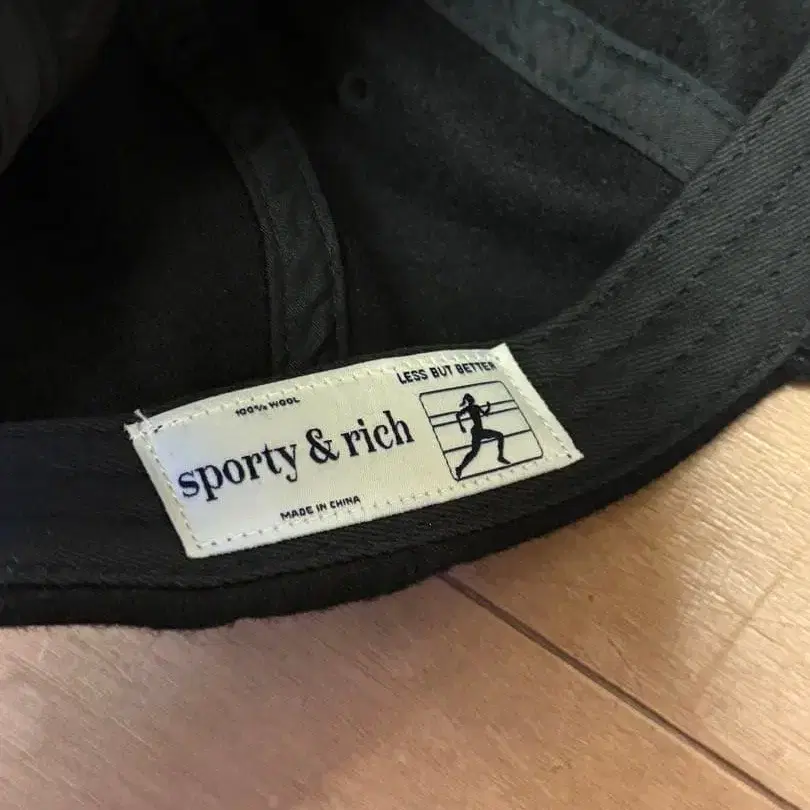 LESS BUT BETTER
100% WOOL
sporty & rich
MADE IN CHINA